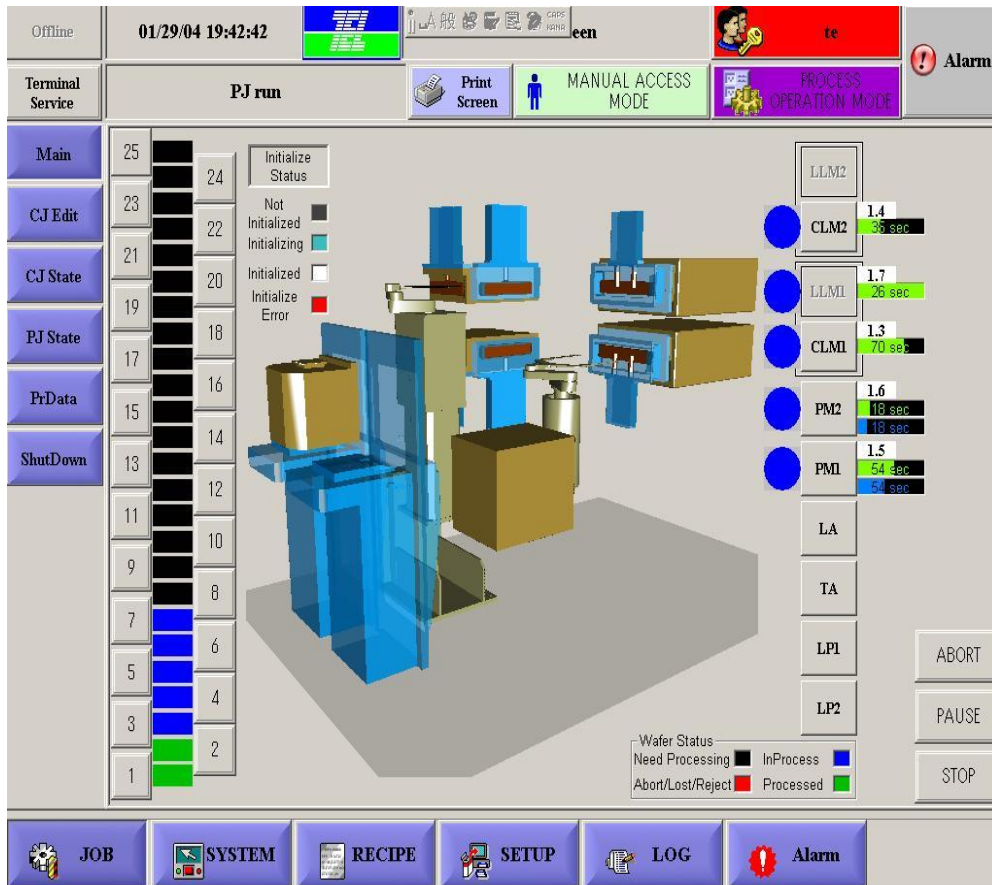 Offline
01/29/04 19:42:42
般
CAPS
KANA
een
te
Alarm
Terminal
Service
PJ run
Print
Screen
MANUAL ACCESS
MODE
PROCESS
OPERATION MODE
Main
CJ Edit
CJ State
PJ State
PrData
ShutDown
25
24
23
22
21
20
19
18
17
16
15
14
13
12
11
10
9
8
7
6
5
4
3
2
1
Initialize
Status
Not
Initialized
Initializing
Initialized
Initialize
Error
LLM2
CLM2
1.4
35 sec
LLM1
1.7
26 sec
CLM1
1.3
70 sec
PM2
1.6
18 sec
18 sec
PM1
1.5
54 sec
54 sec
LA
TA
LP1
LP2
ABORT
PAUSE
STOP
Wafer Status
Need Processing InProcess
Abort/Lost/Reject Processed
JOB SYSTEM RECIPE SETUP LOG Alarm